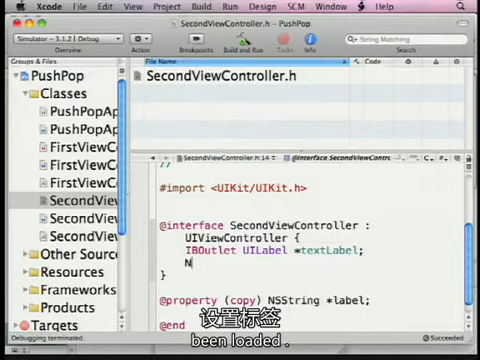 Xcode File Edit View Project Build Run Design SCM Window Help
SecondViewController.h – PushPop
Simulator - 3.1.2 | Debug
String Matching
Overview Action Breakpoints Build and Run Tasks Info Search
Groups & Files
File Name
Code
PushPop
SecondViewController.h
Classes
PushPopAp
PushPopAp
FirstViewC
FirstViewC
FirstViewC
SecondView
SecondView
SecondView
Other Source
Resources
Frameworks
Products
Targets
SecondViewController.h:14
@interface SecondViewContro
//
#import <UIKit/UIKit.h>
@interface SecondViewController :
UIViewController {
IBOutlet UILabel *textLabel;
N
}
@property (copy) NSString *label;
@end
设置标签
been loaded .
Debugging terminated.
Succeeded